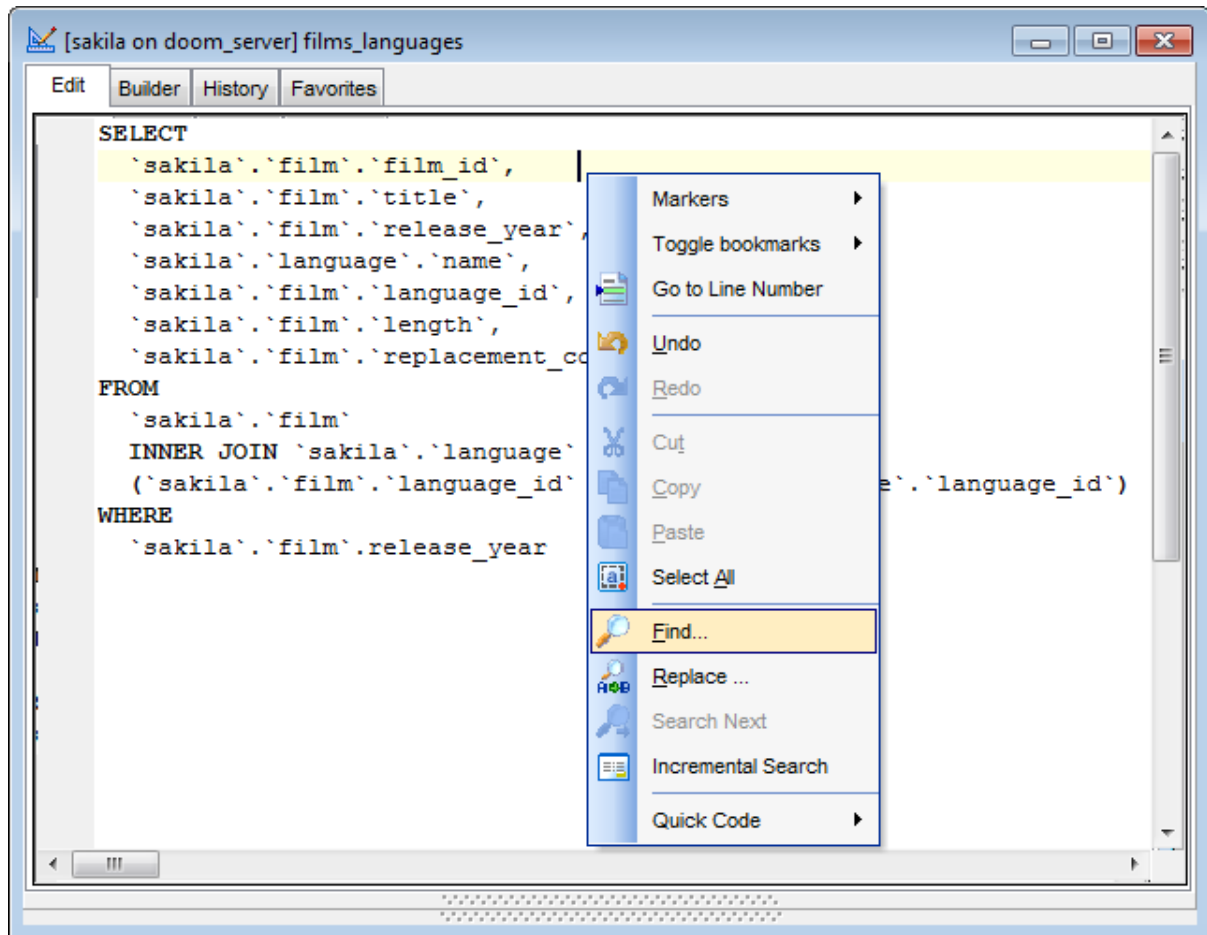 [sakila on doom_server] films_languages
Edit Builder History Favorites
SELECT
`sakila`.`film`.`film_id`,
`sakila`.`film`.`title`,
`sakila`.`film`.`release_year`,
`sakila`.`language`.`name`,
`sakila`.`film`.`language_id`,
`sakila`.`film`.`length`,
`sakila`.`film`.`replacement_
FROM
`sakila`.`film`
INNER JOIN `sakila`.`language`
(`sakila`.`film`.`language_id` `.`language_id`)
WHERE
`sakila`.`film`.release_year
Markers
Toggle bookmarks
Go to Line Number
Undo
Redo
Cut
Copy
Paste
Select All
Find...
Replace ...
Search Next
Incremental Search
Quick Code